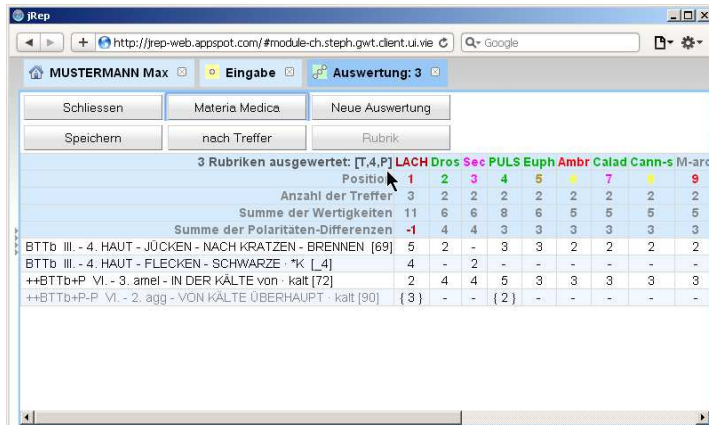 jRep
http://jrep-web.appspot.com/#module-ch.steph.gwt.client.ui.vie Google
MUSTERMANN Max Eingabe Auswertung: 3
Schliessen Materia Medica Neue Auswertung
Speichern nach Treffer Rubrik
3 Rubriken ausgewertet: [T,4,P] LACH Dros Sec PULS Euph Ambr Calad Cann-s M-arc
Position 1 2 3 4 5 6 7 8 9
Anzahl der Treffer 3 2 2 2 2 2 2 2 2
Summe der Wertigkeiten 11 6 6 8 6 5 5 5 5
Summe der Polaritäten-Differenzen -1 4 4 3 3 3 3 3 3
BTTb III. - 4. HAUT - JÜCKEN - NACH KRATZEN - BRENNEN [69] 5 2 - 3 3 2 2 2 2
BTTb III. - 4. HAUT - FLECKEN - SCHWARZE · *K [_4] 4 - 2 - - - - - -
++BTTb+P VI. - 3. amel - IN DER KÄLTE von · kalt [72] 2 4 4 5 3 3 3 3 3
++BTTb+P-P VI. - 2. agg - VON KÄLTE ÜBERHAUPT · kalt [90] { 3 } - - { 2 } - - - - -